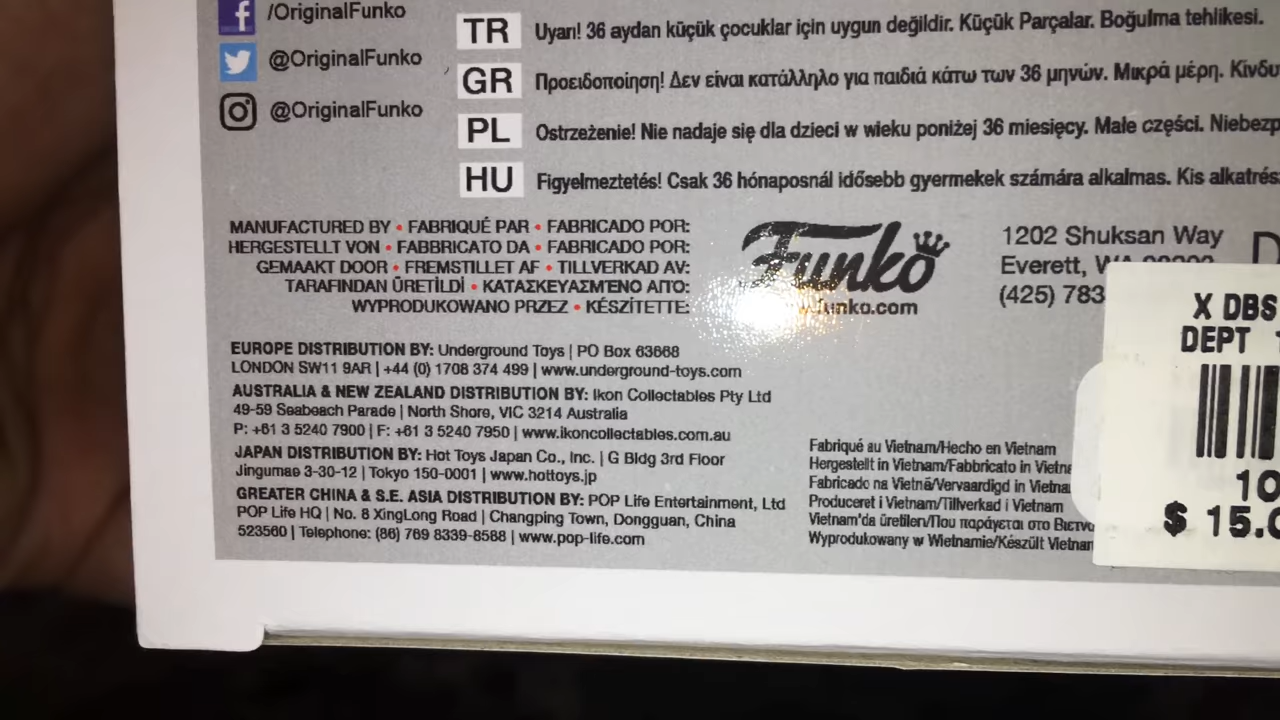 /OriginalFunko
@OriginalFunko
@OriginalFunko
TR Uyarı! 36 aydan küçük çocuklar için uygun değildir. Küçük Parçalar. Boğulma tehlikesi.
GR Προειδοποίηση! Δεν είναι κατάλληλο για παιδιά κάτω των 36 μηνών. Μικρά μέρη.
PL Ostrzeżenie! Nie nadaje się dla dzieci w wieku poniżej 36 miesięcy. Małe części.
HU Figyelmeztetés! Csak 36 hónaposnál idősebb gyermekek számára alkalmas. Kis
MANUFACTURED BY • FABRIQUÉ PAR • FABRICADO POR:
HERGESTELLT VON • FABBRICATO DA • FABRICADO POR:
GEMAAKT DOOR • FREMSTILLET AF • TILLVERKAD AV:
TARAFINDAN ÜRETİLDİ • ΚΑΤΑΣΚΕΥΑΣΜΈΝΟ ΑΠΌ:
WYPRODUKOWANO PRZEZ • KÉSZÍTETTE:
Funko
1202 Shuksan Way
Everett,
(425) 783
EUROPE DISTRIBUTION BY: Underground Toys | PO Box 63668
LONDON SW11 9AR | +44 (0) 1708 374 499 | www.underground-toys.com
AUSTRALIA & NEW ZEALAND DISTRIBUTION BY: Ikon Collectables Pty Ltd
49-59 Seabeach Parade | North Shore, VIC 3214 Australia
P: +61 3 5240 7900 | F: +61 3 5240 7950 | www.ikoncollectables.com.au
JAPAN DISTRIBUTION BY: Hot Toys Japan Co., Inc. | G Bldg 3rd Floor
Jingumae 3-30-12 | Tokyo 150-0001 | www.hottoys.jp
GREATER CHINA & S.E. ASIA DISTRIBUTION BY: POP Life Entertainment, Ltd
POP Life HQ | No. 8 XingLong Road | Changping Town, Dongguan, China
523560 | Telephone: (86) 769 8339-8588 | www.pop-life.com
Fabriqué au Vietnam/Hecho en Vietnam
Hergestellt in Vietnam/Fabbricato in
Fabricado na Vietnã/Vervaardigd in
Produceret i Vietnam/Tillverkad i Vietnam
Vietnam'da üretilen/Που παράγεται στο
Wyprodukowany w Wietnamie/Készült
X DBS
DEPT
10
$ 15.